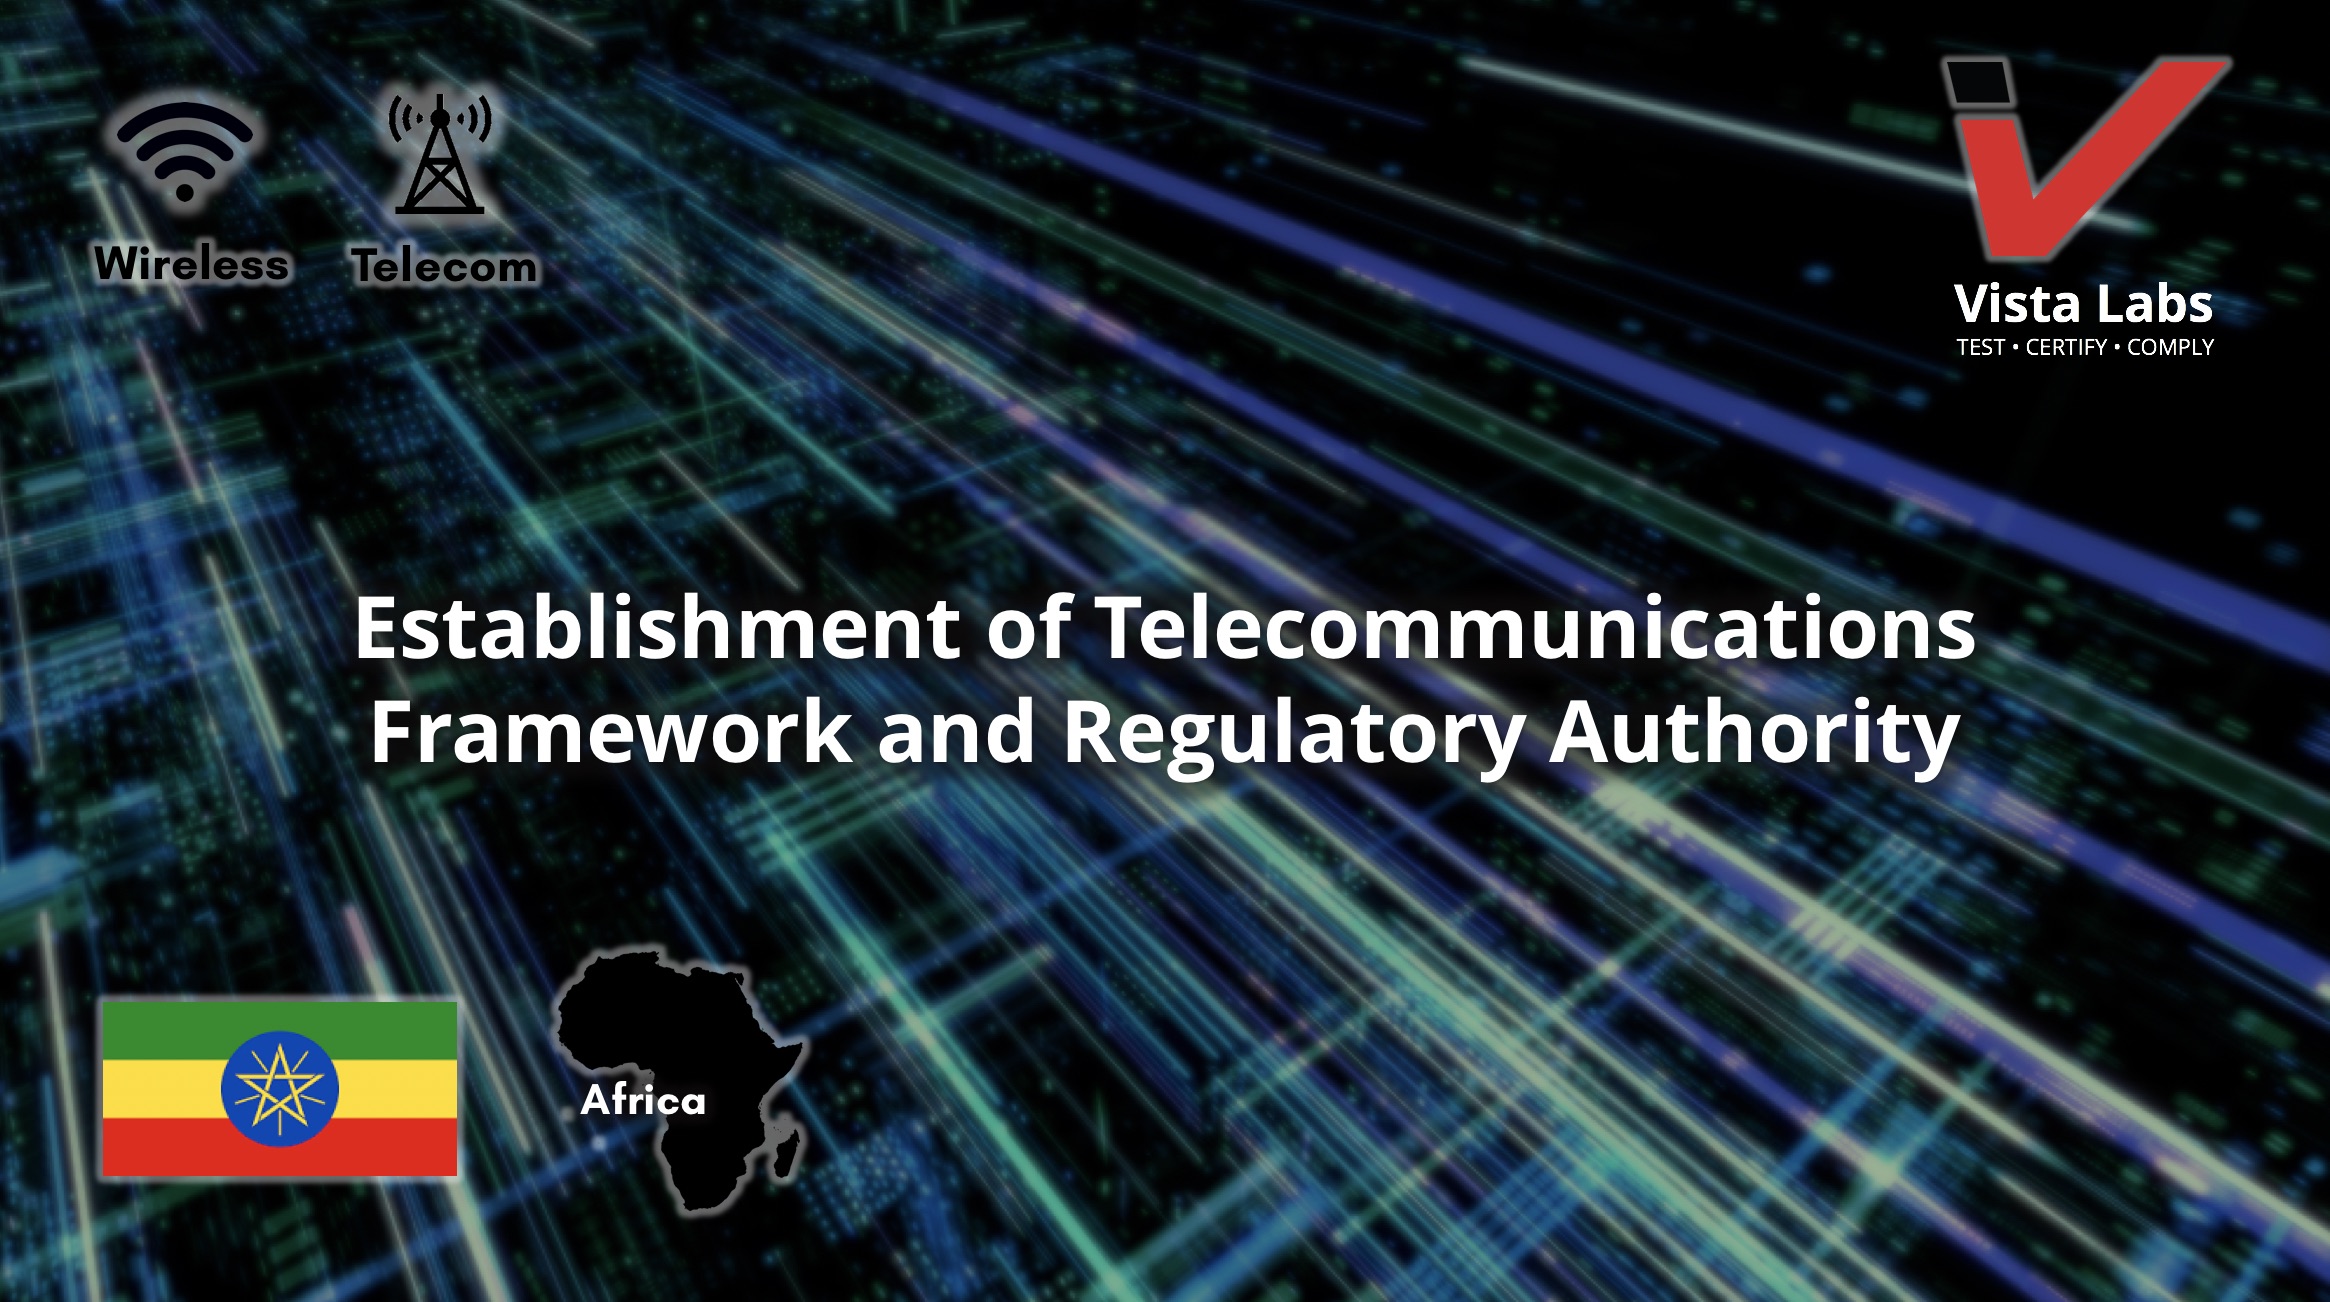 Wireless
Telecom
Vista Labs
TEST • CERTIFY • COMPLY
Establishment of Telecommunications
Framework and Regulatory Authority
Africa